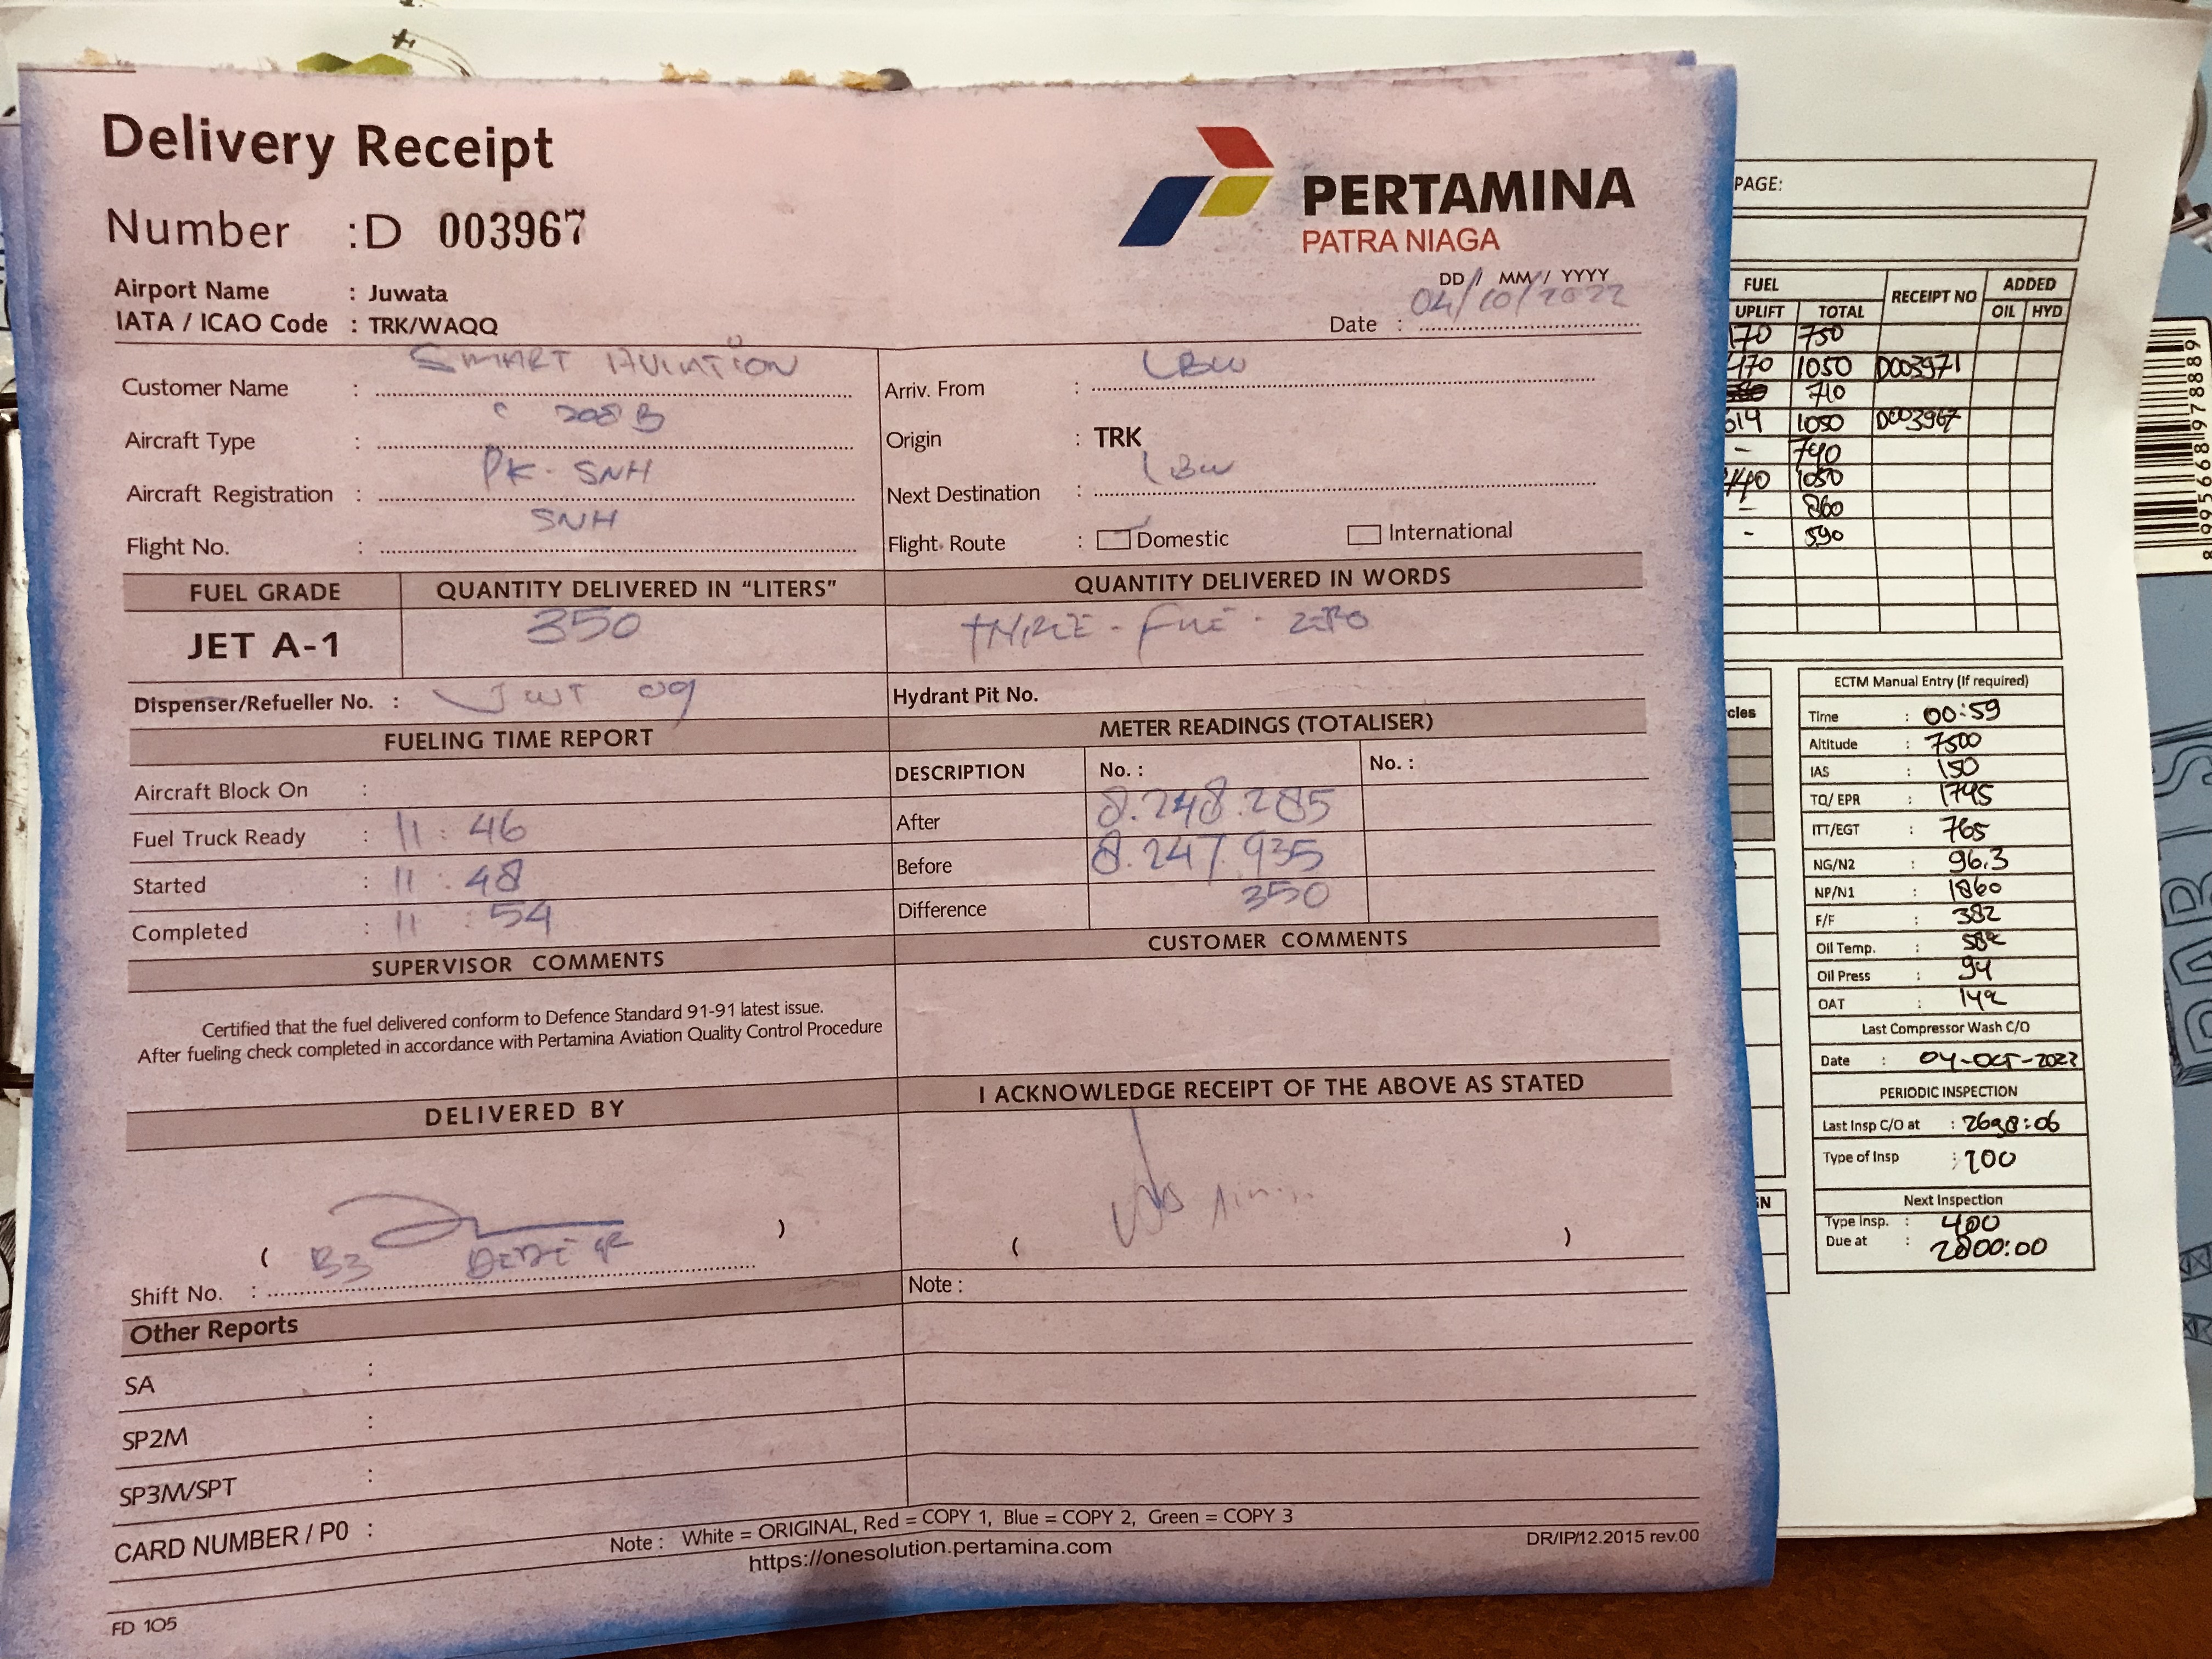 Delivery Receipt
Number : D 003967
PERTAMINA
PATRA NIAGA
Airport Name : Juwata
IATA / ICAO Code : TRK/WAQQ
DD / MM / YYYY
Date : 04/10/2022
Customer Name : SMART AVIATION
Arriv. From : LBW
Aircraft Type : C 208 B
Origin : TRK
Aircraft Registration : PK-SNH
Next Destination : LBW
Flight No. : SNH
Flight Route : Domestic International
FUEL GRADE QUANTITY DELIVERED IN "LITERS" QUANTITY DELIVERED IN WORDS
JET A-1 350 THREE - FIVE - ZERO
Dispenser/Refueller No. : JWT 09
Hydrant Pit No.
FUELING TIME REPORT
METER READINGS (TOTALISER)
DESCRIPTION No. : No. :
Aircraft Block On :
Fuel Truck Ready : 11 : 46
After 8.248.285
Started : 11 : 48
Before 8.247.935
Completed : 11 : 54
Difference 350
SUPERVISOR COMMENTS
CUSTOMER COMMENTS
Certified that the fuel delivered conform to Defence Standard 91-91 latest issue.
After fueling check completed in accordance with Pertamina Aviation Quality Control Procedure
DELIVERED BY
I ACKNOWLEDGE RECEIPT OF THE ABOVE AS STATED
( B3 )
( )
Shift No. :
Note :
Other Reports
SA :
SP2M :
SP3M/SPT :
CARD NUMBER / P0 :
Note : White = ORIGINAL, Red = COPY 1, Blue = COPY 2, Green = COPY 3
https://onesolution.pertamina.com
DR/IP/12.2015 rev.00
FD 105
PAGE:
FUEL RECEIPT NO ADDED
UPLIFT TOTAL OIL HYD
170 750
470 1050 D003971
710
619 1050 D003967
- 790
440 1050
- 860
- 590
cles
ECTM Manual Entry (If required)
Time : 00:59
Altitude : 7500
IAS : 150
TQ/ EPR : 1745
ITT/EGT : 765
NG/N2 : 96.3
NP/N1 : 1860
F/F : 382
Oil Temp. :
Oil Press : 94
OAT :
Last Compressor Wash C/O
Date : 04-OCT-2022
PERIODIC INSPECTION
Last Insp C/O at : 2698:06
Type of Insp : 200
Next Inspection
Type Insp. : 400
Due at : 2800:00
8995688978889